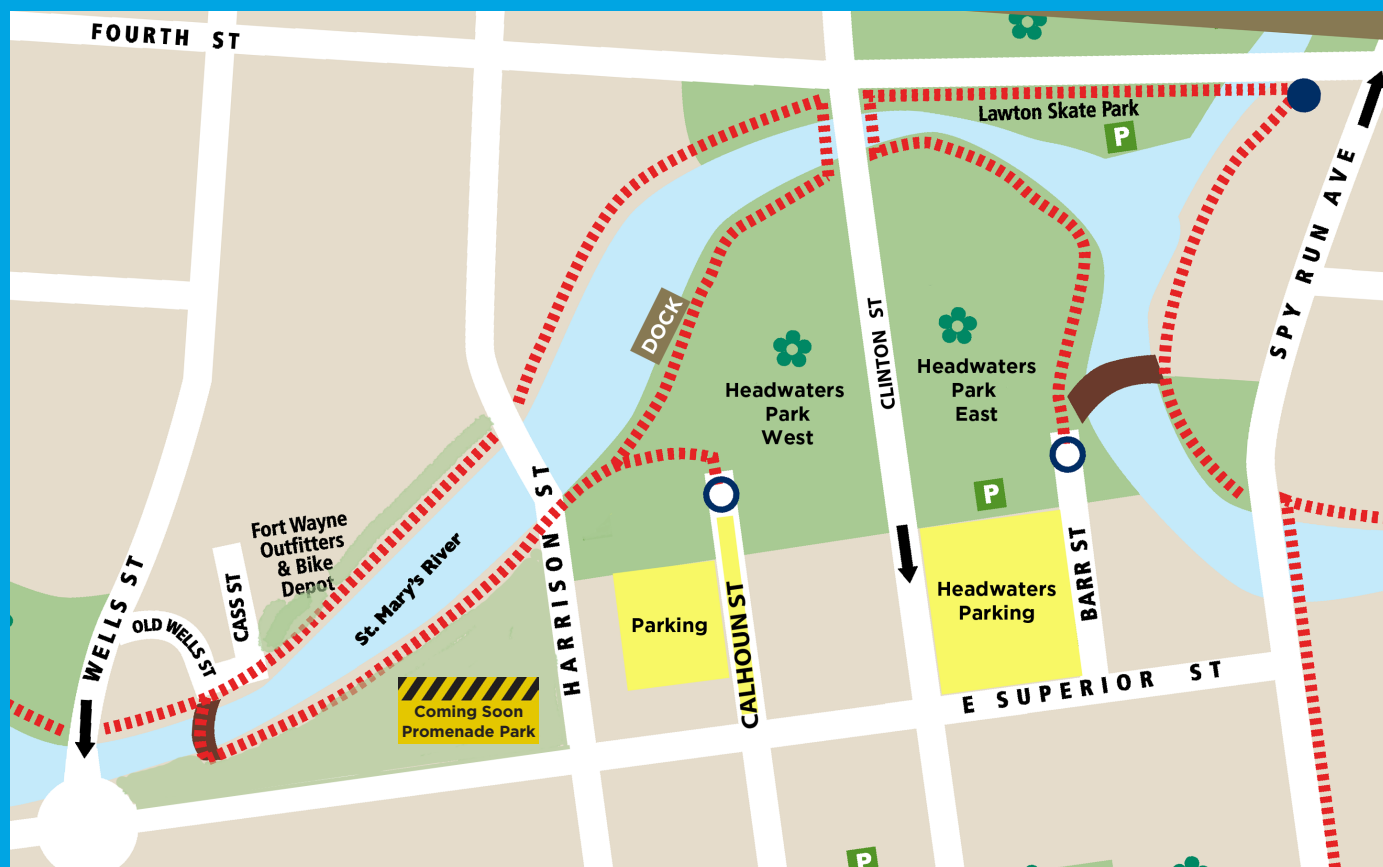 FOURTH ST
Lawton Skate Park
P
SPY RUN AVE
DOCK
CLINTON ST
Headwaters
Park
West
Headwaters
Park
East
P
HARRISON ST
Fort Wayne
Outfitters
& Bike
Depot
St. Mary's River
WELLS ST
OLD WELLS ST
CASS ST
Parking
CALHOUN ST
Headwaters
Parking
BARR ST
E SUPERIOR ST
Coming Soon
Promenade Park
P